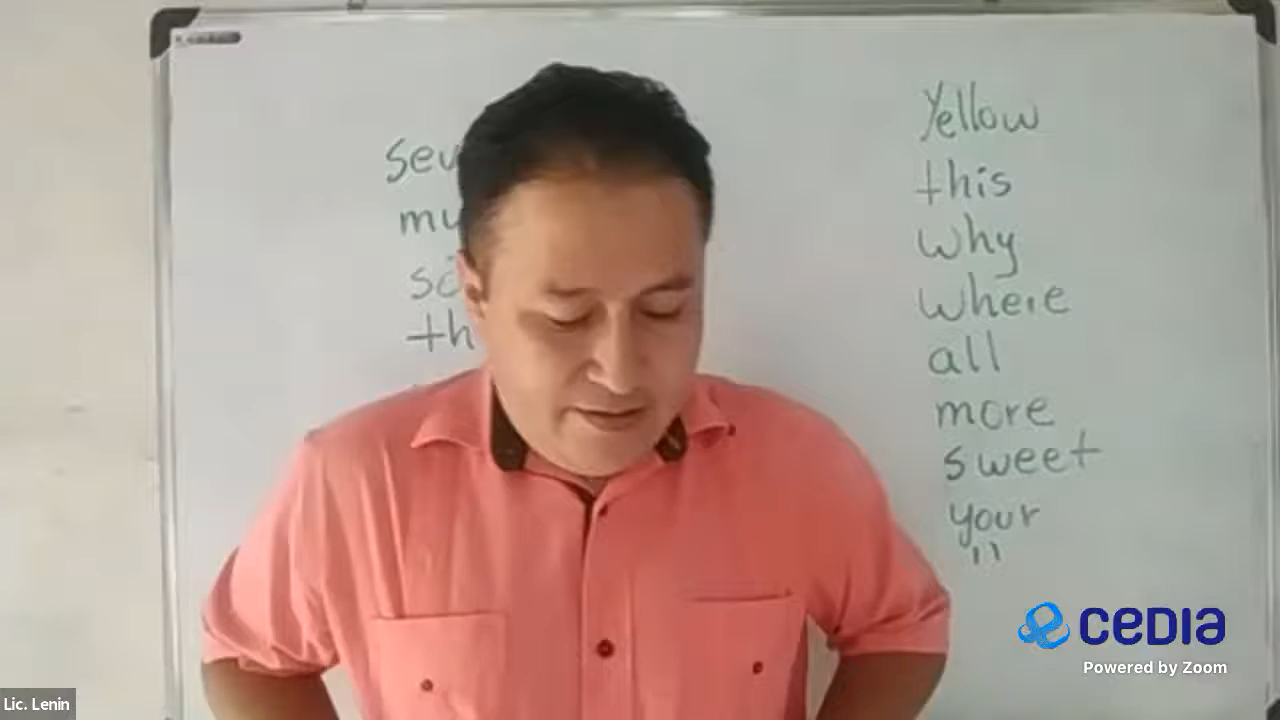 Yellow
this
why
where
all
more
sweet
your
cedia
Powered by Zoom
Lic. Lenin